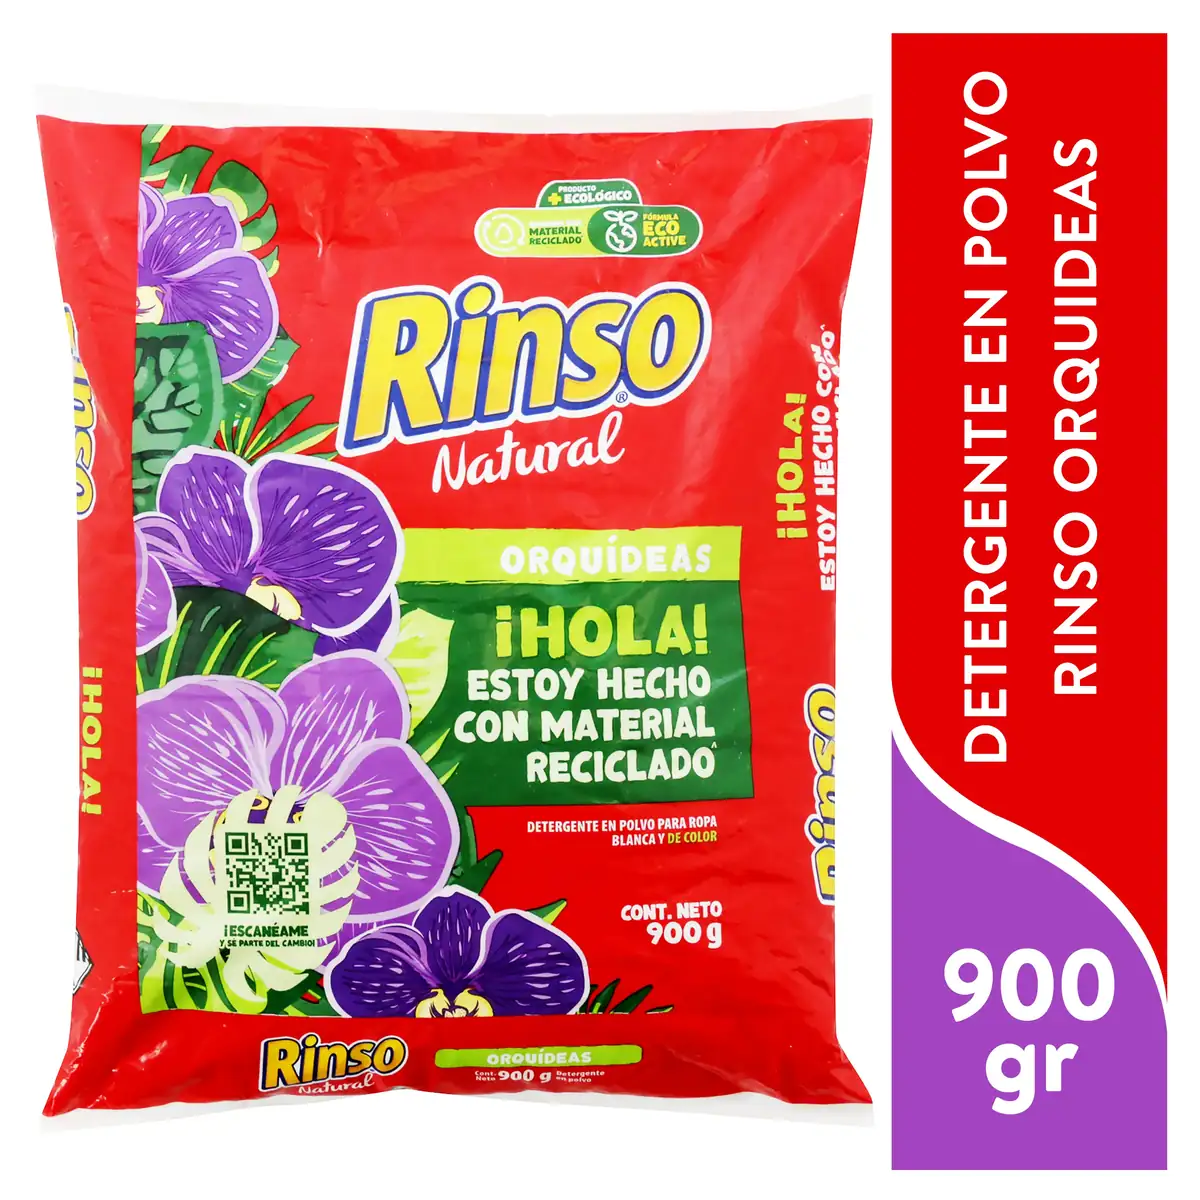 PRODUCTO
+ ECOLÓGICO
MATERIAL
RECICLADO^
FÓRMULA
ECO
ACTIVE
Rinso®
Natural
ORQUÍDEAS
¡HOLA!
ESTOY HECHO
CON MATERIAL
RECICLADO^
DETERGENTE EN POLVO PARA ROPA
BLANCA Y DE COLOR
CONT. NETO
900 g
¡ESCANÉAME
Y SE PARTE DEL CAMBIO!
Rinso
Natural
ORQUÍDEAS
Cont. Neto 900 g Detergente en polvo
Rinso
¡HOLA!
¡HOLA!
ESTOY HECHO CON
Rinso
DETERGENTE EN POLVO
RINSO ORQUIDEAS
900
gr